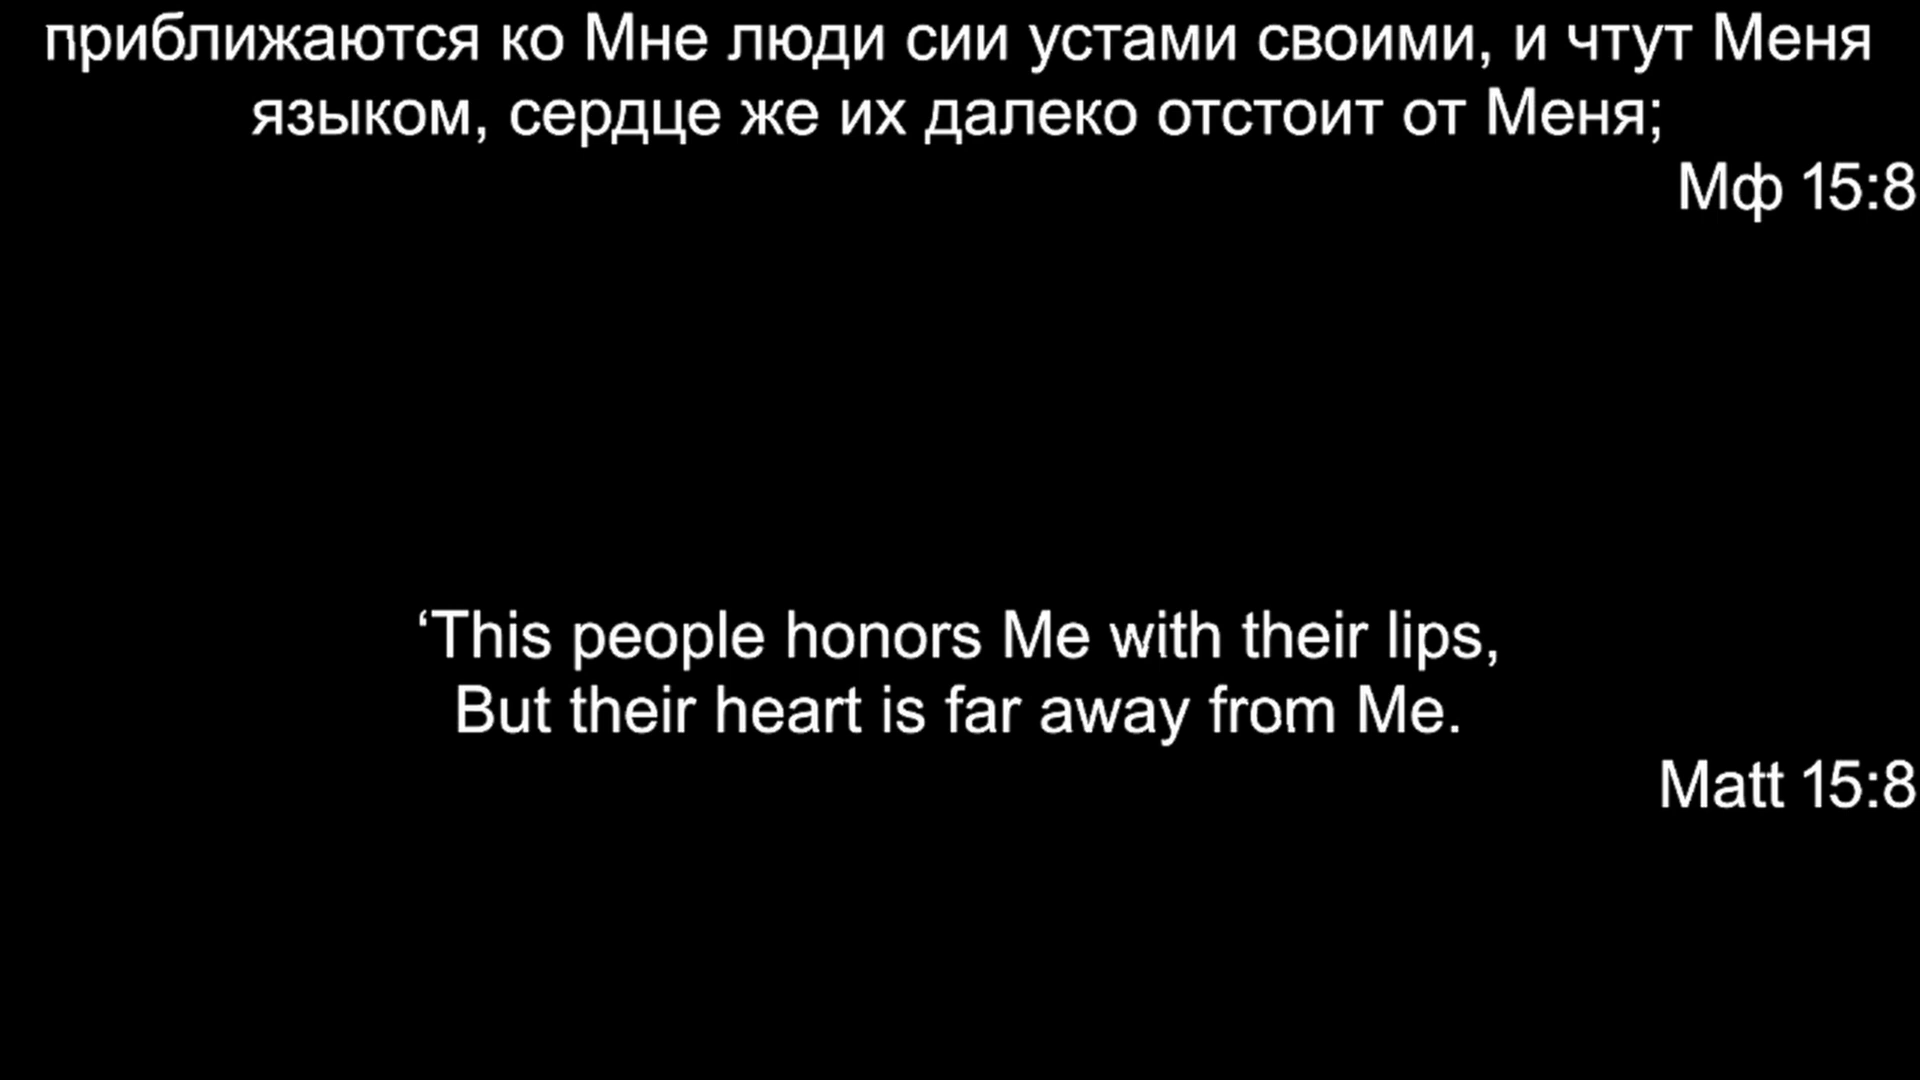 приближаются ко Мне люди сии устами своими, и чтут Меня
языком, сердце же их далеко отстоит от Меня;
Мф 15:8
‘This people honors Me with their lips,
But their heart is far away from Me.
Matt 15:8